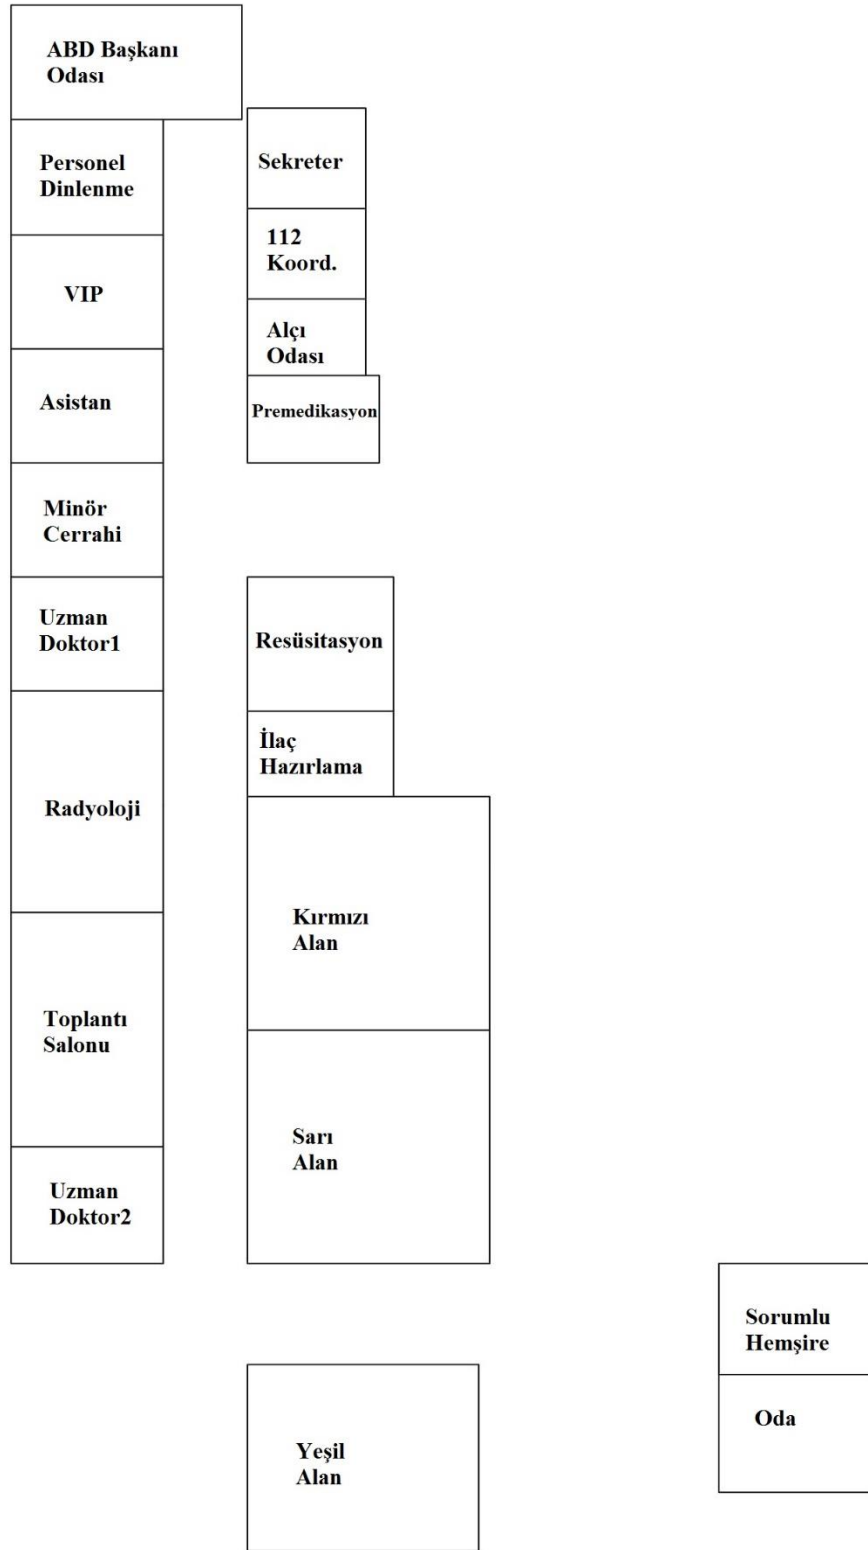 ABD Başkanı
Odası
Personel
Dinlenme
Sekreter
112
Koord.
VIP
Alçı
Odası
Asistan
Premedikasyon
Minör
Cerrahi
Uzman
Doktor1
Resüsitasyon
İlaç
Hazırlama
Radyoloji
Kırmızı
Alan
Toplantı
Salonu
Sarı
Alan
Uzman
Doktor2
Sorumlu
Hemşire
Oda
Yeşil
Alan